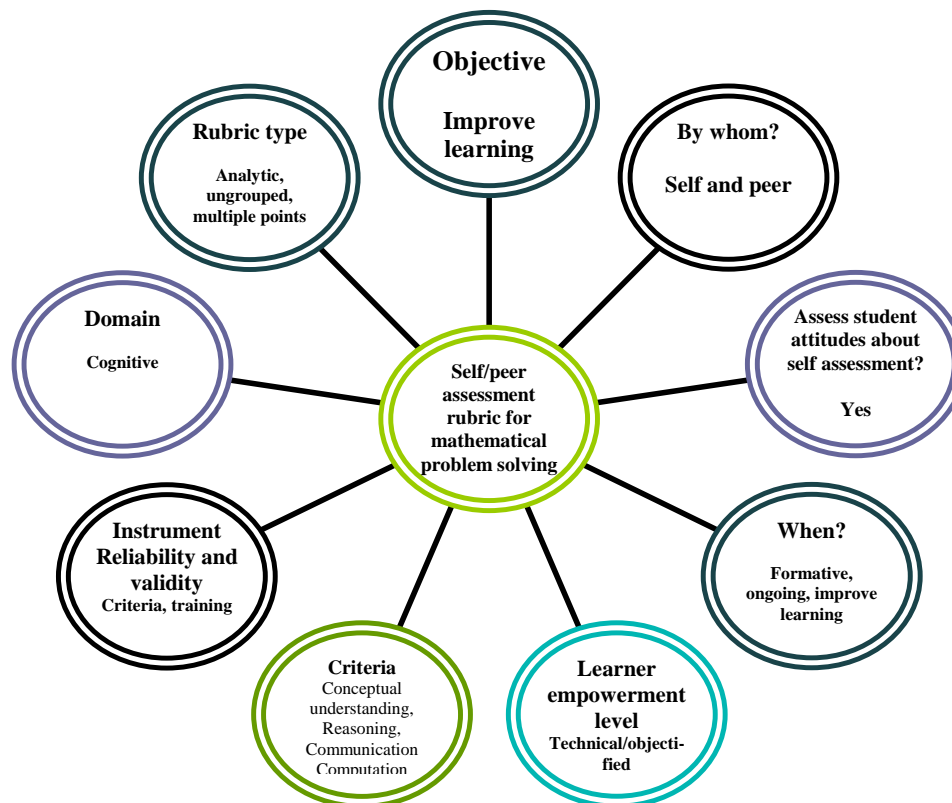 Objective
Improve
learning
Rubric type
Analytic,
ungrouped,
multiple points
By whom?
Self and peer
Domain
Cognitive
Self/peer
assessment
rubric for
mathematical
problem solving
Assess student
attitudes about
self assessment?
Yes
Instrument
Reliability and
validity
Criteria, training
When?
Formative,
ongoing, improve
learning
Criteria
Conceptual
understanding,
Reasoning,
Communication
Computation
Learner
empowerment
level
Technical/objecti-
fied